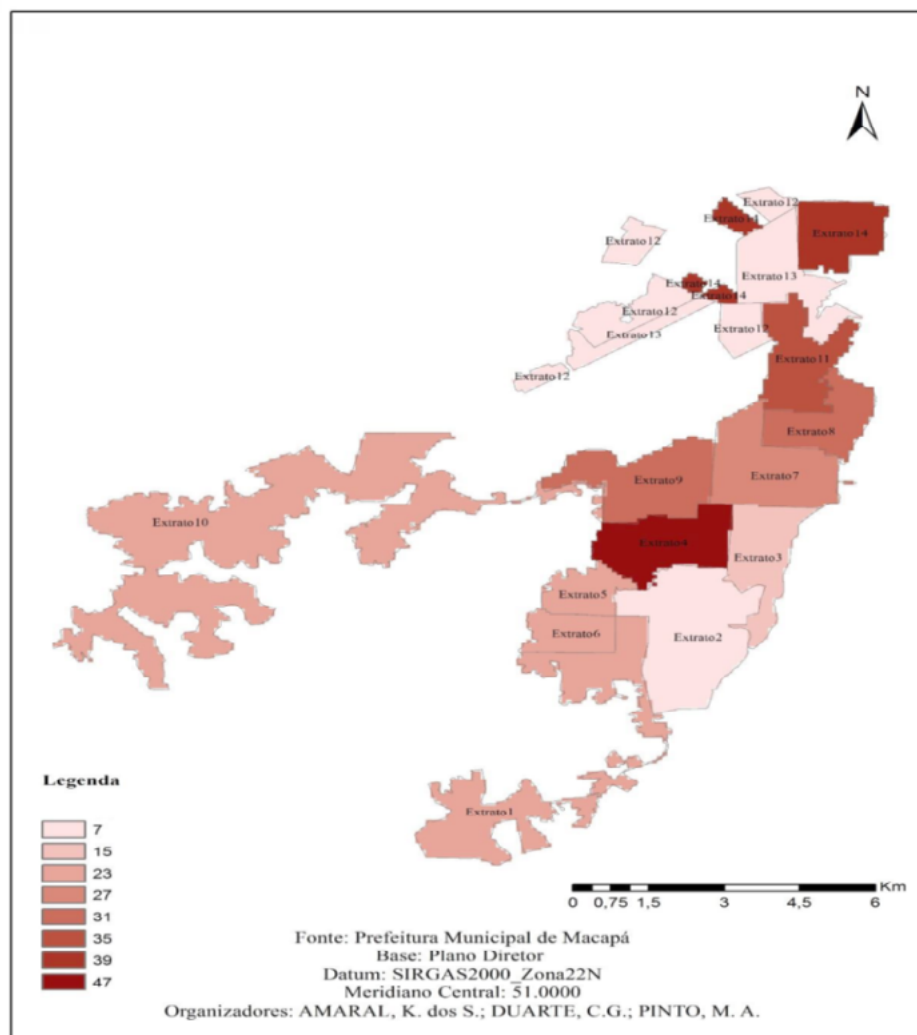 N
Extrato12
Extrato14
Extrato14
Extrato12
Extrato13
Extrato14
Extrato14
Extrato12
Extrato12
Extrato13
Extrato11
Extrato12
Extrato8
Extrato7
Extrato9
Extrato10
Extrato4
Extrato3
Extrato5
Extrato6
Extrato2
Extrato1
Legenda
7
15
23
27
31
35
39
47
Km
0 0,75 1,5 3 4,5 6
Fonte: Prefeitura Municipal de Macapá
Base: Plano Diretor
Datum: SIRGAS2000_Zona22N
Meridiano Central: 51.0000
Organizadores: AMARAL, K. dos S.; DUARTE, C.G.; PINTO, M. A.